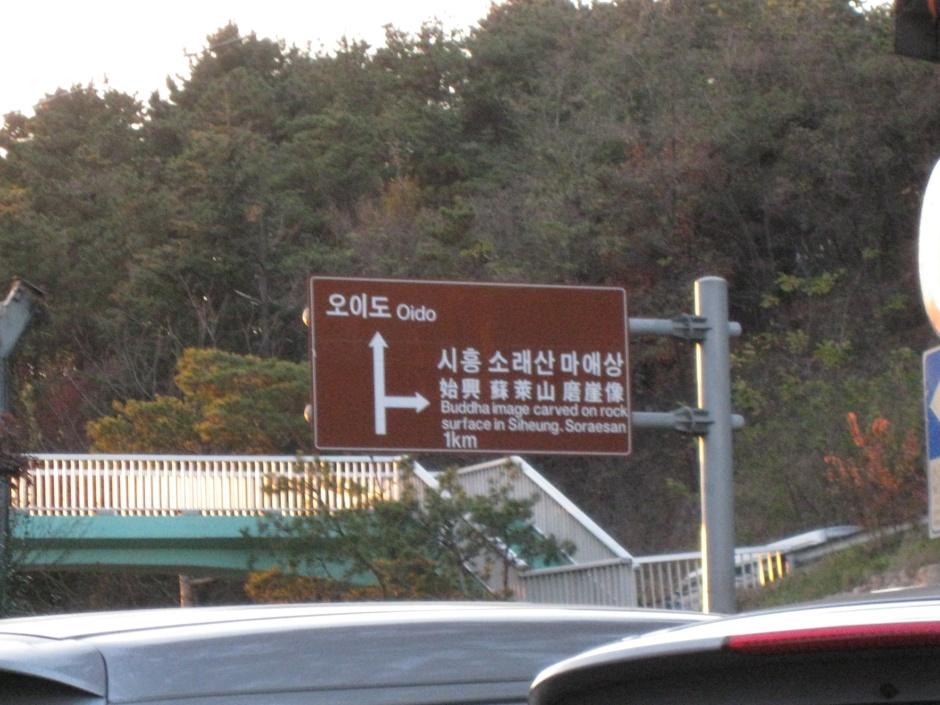 오이도 Oido
시흥 소래산 마애상
始興 蘇萊山 磨崖像
Buddha image carved on rock
surface in Siheung. Soraesan
1km